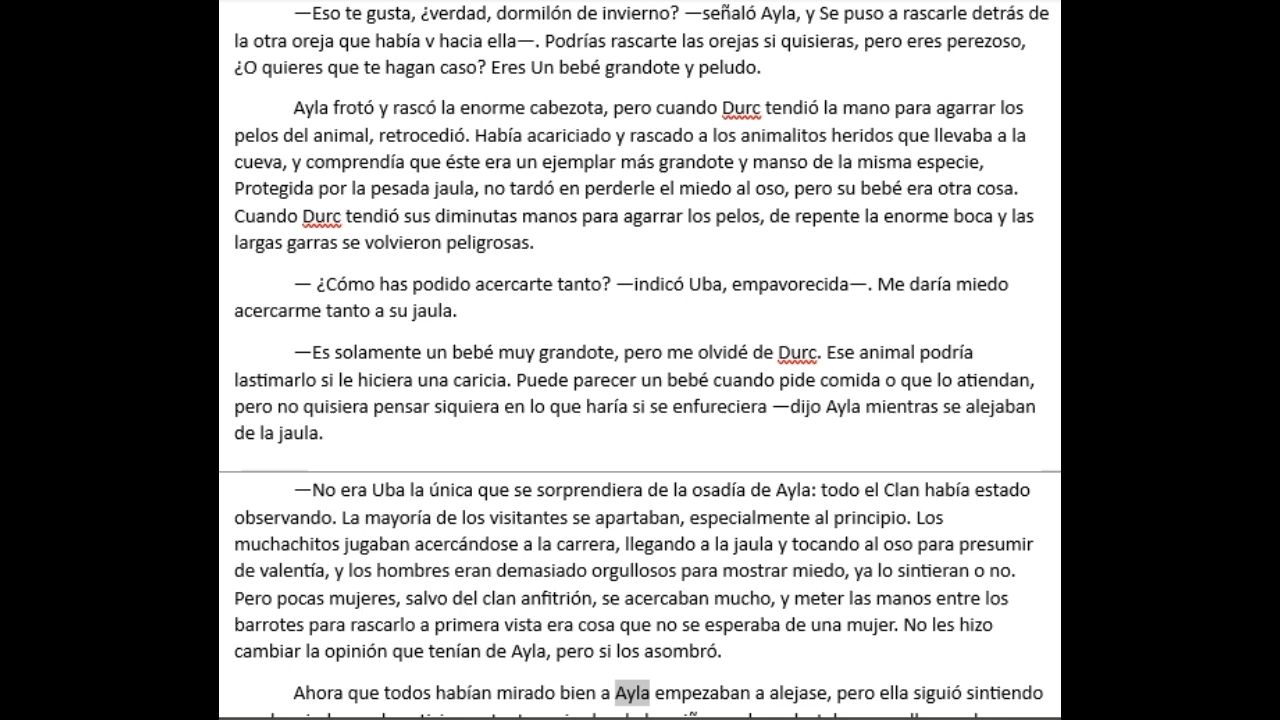 —Eso te gusta, ¿verdad, dormilón de invierno? —señaló Ayla, y Se puso a rascarle detrás de
la otra oreja que había v hacia ella—. Podrías rascarte las orejas si quisieras, pero eres perezoso,
¿O quieres que te hagan caso? Eres Un bebé grandote y peludo.
Ayla frotó y rascó la enorme cabezota, pero cuando Durc tendió la mano para agarrar los
pelos del animal, retrocedió. Había acariciado y rascado a los animalitos heridos que llevaba a la
cueva, y comprendía que éste era un ejemplar más grandote y manso de la misma especie,
Protegida por la pesada jaula, no tardó en perderle el miedo al oso, pero su bebé era otra cosa.
Cuando Durc tendió sus diminutas manos para agarrar los pelos, de repente la enorme boca y las
largas garras se volvieron peligrosas.
— ¿Cómo has podido acercarte tanto? —indicó Uba, empavorecida—. Me daría miedo
acercarme tanto a su jaula.
—Es solamente un bebé muy grandote, pero me olvidé de Durc. Ese animal podría
lastimarlo si le hiciera una caricia. Puede parecer un bebé cuando pide comida o que lo atiendan,
pero no quisiera pensar siquiera en lo que haría si se enfureciera —dijo Ayla mientras se alejaban
de la jaula.
—No era Uba la única que se sorprendiera de la osadía de Ayla: todo el Clan había estado
observando. La mayoría de los visitantes se apartaban, especialmente al principio. Los
muchachitos jugaban acercándose a la carrera, llegando a la jaula y tocando al oso para presumir
de valentía, y los hombres eran demasiado orgullosos para mostrar miedo, ya lo sintieran o no.
Pero pocas mujeres, salvo del clan anfitrión, se acercaban mucho, y meter las manos entre los
barrotes para rascarlo a primera vista era cosa que no se esperaba de una mujer. No les hizo
cambiar la opinión que tenían de Ayla, pero si los asombró.
Ahora que todos habían mirado bien a Ayla empezaban a alejase, pero ella siguió sintiendo